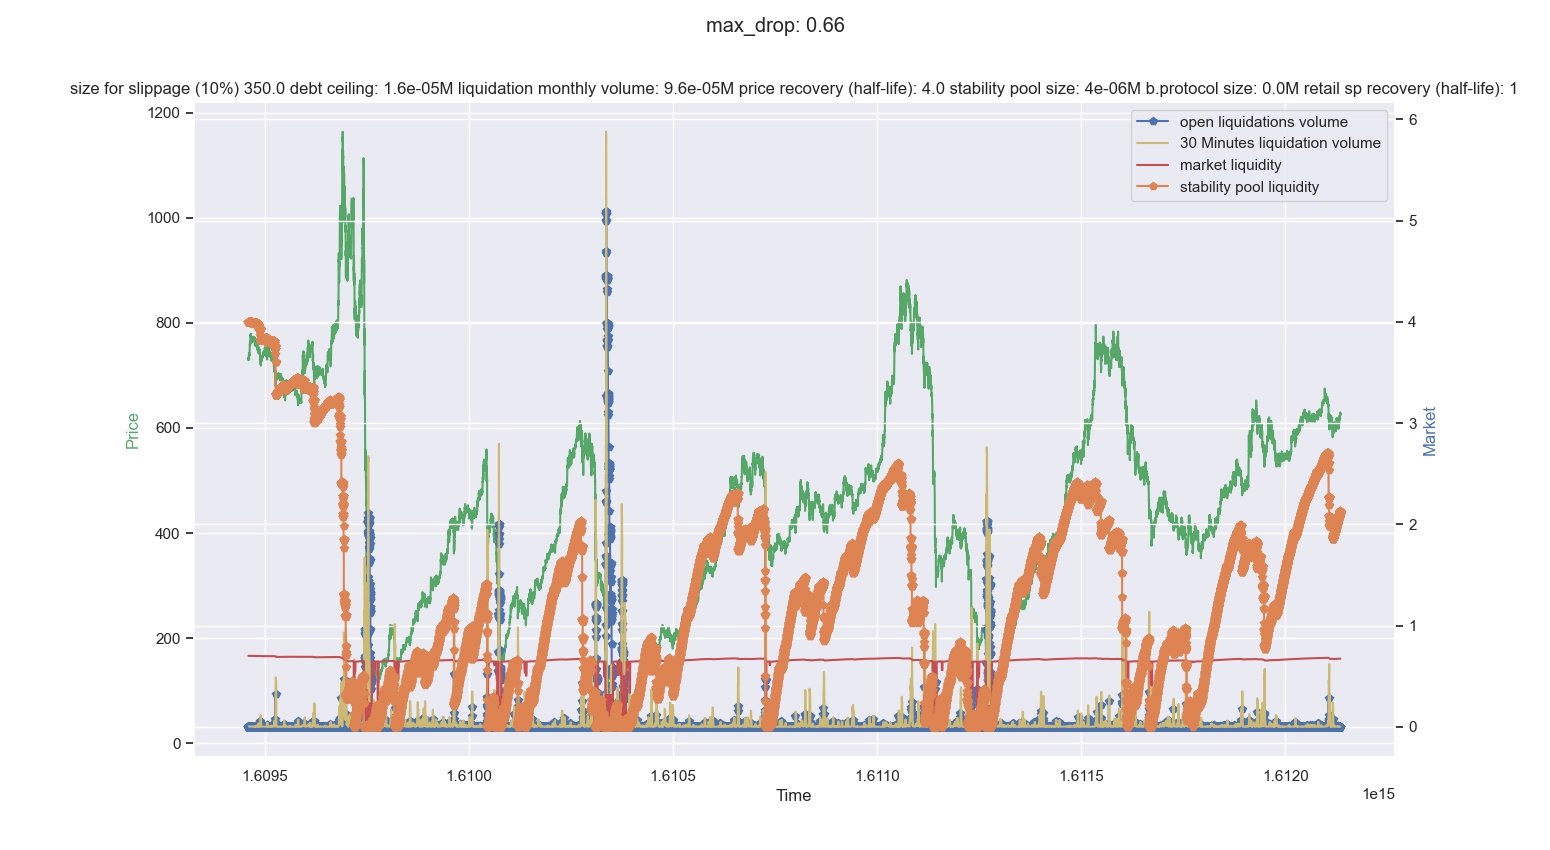 max_drop: 0.66
size for slippage (10%) 350.0 debt ceiling: 1.6e-05M liquidation monthly volume: 9.6e-05M price recovery (half-life): 4.0 stability pool size: 4e-06M b.protocol size: 0.0M retail sp recovery (half-life): 1
open liquidations volume
30 Minutes liquidation volume
market liquidity
stability pool liquidity
1200
1000
800
600
400
200
0
Price
6
5
4
3
2
1
0
Market
1.6095 1.6100 1.6105 1.6110 1.6115 1.6120
1e15
Time